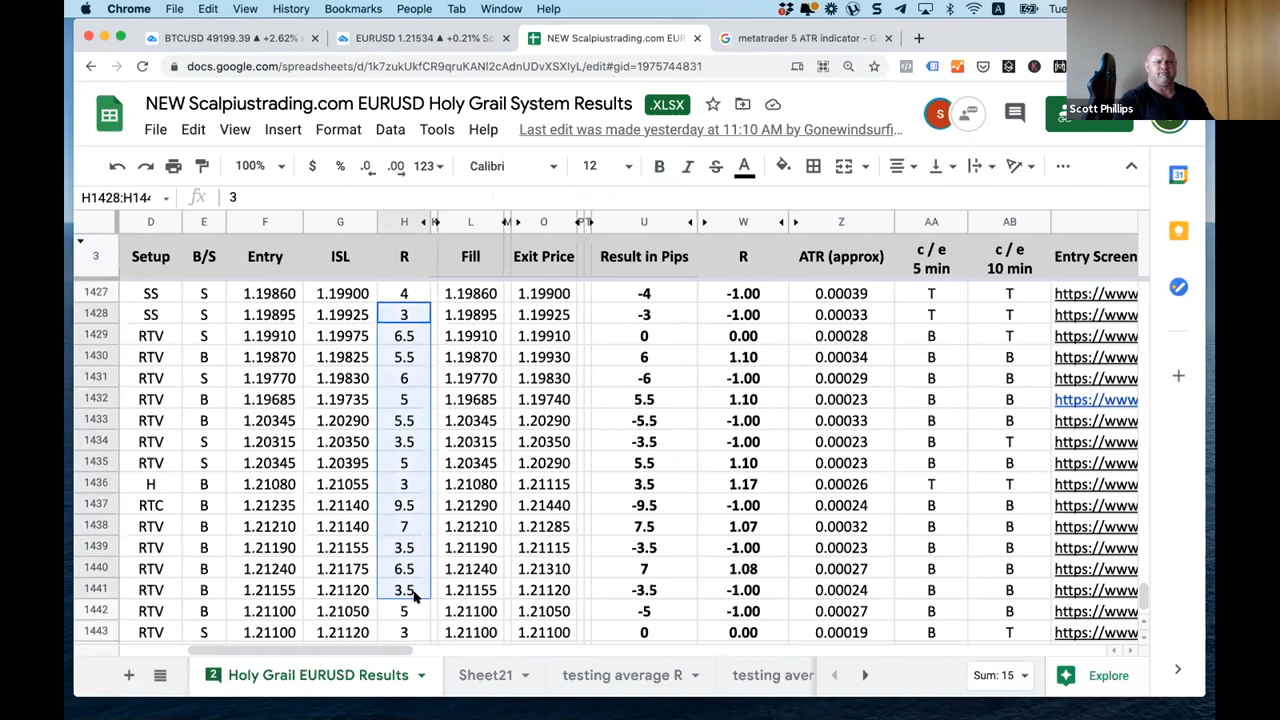 Chrome File Edit View History Bookmarks People Tab Window Help Tue
BTCUSD 49199.39 ▲ +2.62% EURUSD 1.21534 ▲ +0.21% Sc NEW Scalpiustrading.com EUR metatrader 5 ATR indicator - G
docs.google.com/spreadsheets/d/1k7zukUkfCR9quKANI2cAdnUDvXSXIyL/edit#gid=1975744831
Scott Phillips
NEW Scalpiustrading.com EURUSD Holy Grail System Results .XLSX
File Edit View Insert Format Data Tools Help Last edit was made yesterday at 11:10 AM by Gonewindsurfi...
100% $ % .0 .00 123 Calibri 12 B I S A
H1428:H144 fx 3
D E F G H K L M O P T U W Z AA AB
3 Setup B/S Entry ISL R Fill Exit Price Result in Pips R ATR (approx) c / e 5 min c / e 10 min Entry Screen
1427 SS S 1.19860 1.19900 4 1.19860 1.19900 -4 -1.00 0.00039 T T https://www
1428 SS S 1.19895 1.19925 3 1.19895 1.19925 -3 -1.00 0.00033 T T https://www
1429 RTV S 1.19910 1.19975 6.5 1.19910 1.19910 0 0.00 0.00028 B T https://www
1430 RTV B 1.19870 1.19825 5.5 1.19870 1.19930 6 1.10 0.00034 B B https://www
1431 RTV S 1.19770 1.19830 6 1.19770 1.19830 -6 -1.00 0.00029 B B https://www
1432 RTV B 1.19685 1.19735 5 1.19685 1.19740 5.5 1.10 0.00023 B B https://www
1433 RTV B 1.20345 1.20290 5.5 1.20345 1.20290 -5.5 -1.00 0.00033 B B https://www
1434 RTV S 1.20315 1.20350 3.5 1.20315 1.20350 -3.5 -1.00 0.00023 B T https://www
1435 RTV S 1.20345 1.20395 5 1.20345 1.20290 5.5 1.10 0.00023 B B https://www
1436 H B 1.21080 1.21055 3 1.21080 1.21115 3.5 1.17 0.00026 T T https://www
1437 RTC B 1.21235 1.21140 9.5 1.21290 1.21440 -9.5 -1.00 0.00024 B B https://www
1438 RTV B 1.21210 1.21140 7 1.21210 1.21285 7.5 1.07 0.00032 B B https://www
1439 RTV B 1.21190 1.21155 3.5 1.21190 1.21115 -3.5 -1.00 0.00023 B B https://www
1440 RTV B 1.21240 1.21175 6.5 1.21240 1.21310 7 1.08 0.00027 B B https://www
1441 RTV B 1.21155 1.21120 3.5 1.21155 1.21120 -3.5 -1.00 0.00024 B B https://www
1442 RTV B 1.21100 1.21050 5 1.21100 1.21050 -5 -1.00 0.00027 B B https://www
1443 RTV S 1.21100 1.21120 3 1.21100 1.21100 0 0.00 0.00019 B T https://www
2 Holy Grail EURUSD Results Sheet21 testing average R testing aver Sum: 15 Explore